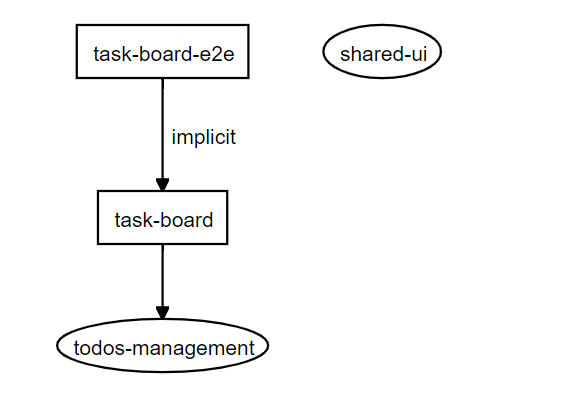 task-board-e2e
shared-ui
implicit
task-board
todos-management